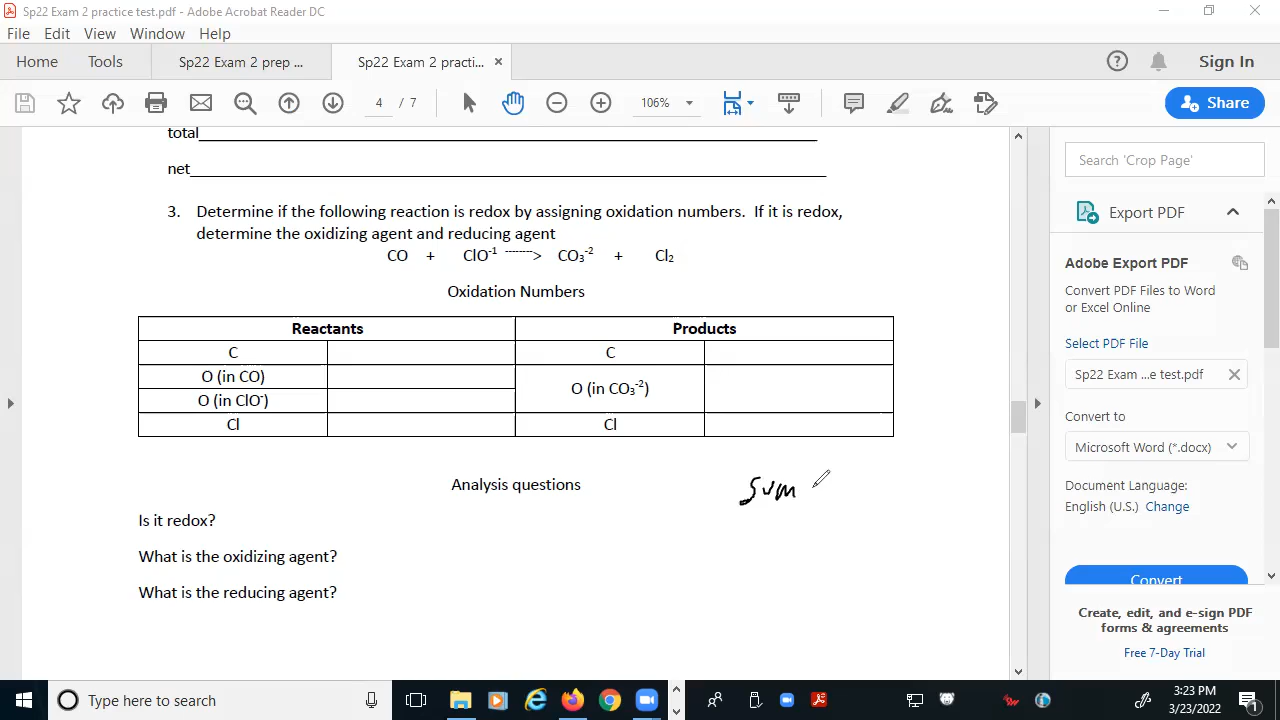 Sp22 Exam 2 practice test.pdf - Adobe Acrobat Reader DC
File Edit View Window Help
Home Tools Sp22 Exam 2 prep ... Sp22 Exam 2 practi... × Sign In
4 / 7 106% Share
total
net
3. Determine if the following reaction is redox by assigning oxidation numbers. If it is redox,
determine the oxidizing agent and reducing agent
CO + ClO⁻¹ --------> CO₃⁻² + Cl₂
Oxidation Numbers
Reactants Products
C C
O (in CO)
O (in CO₃⁻²)
O (in ClO⁻)
Cl Cl
Analysis questions
Sum
Is it redox?
What is the oxidizing agent?
What is the reducing agent?
Search 'Crop Page'
Export PDF
Adobe Export PDF
Convert PDF Files to Word
or Excel Online
Select PDF File
Sp22 Exam ...e test.pdf
Convert to
Microsoft Word (*.docx)
Document Language:
English (U.S.) Change
Convert
Create, edit, and e-sign PDF
forms & agreements
Free 7-Day Trial
Type here to search
3:23 PM
3/23/2022
1